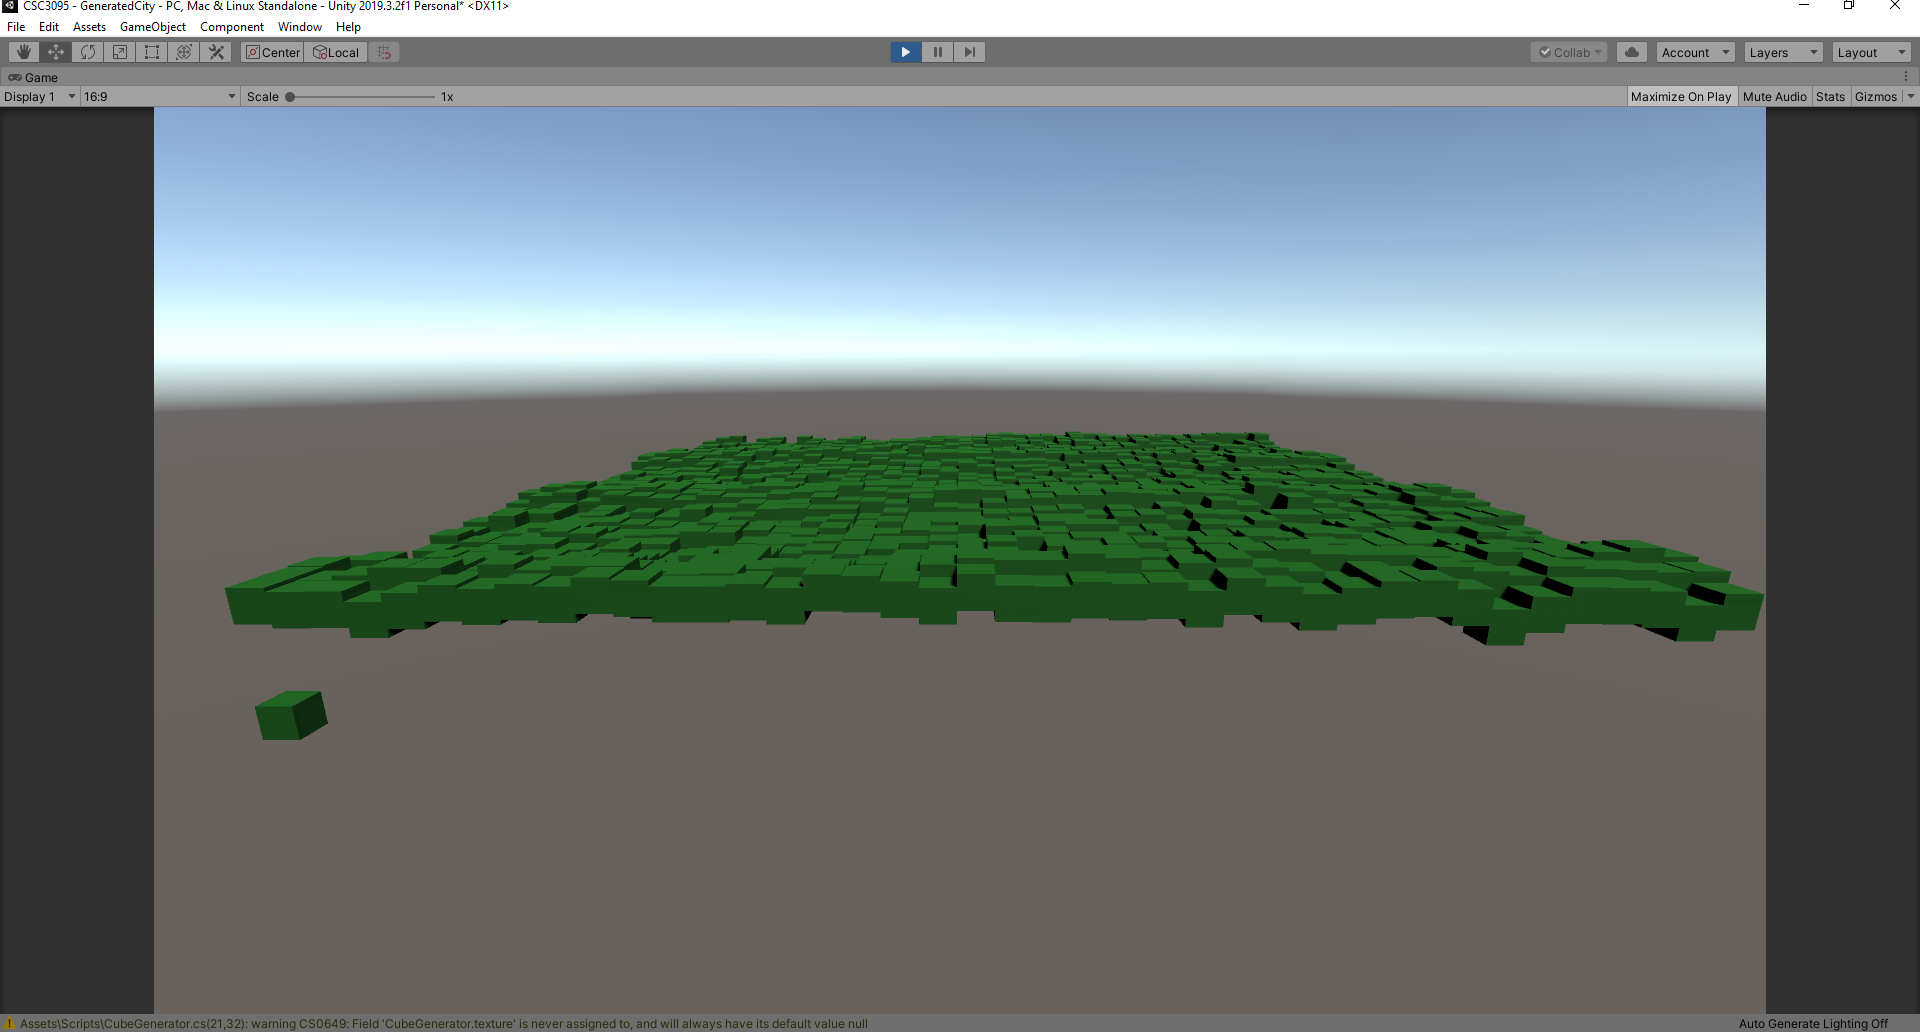 CSC3095 - GeneratedCity - PC, Mac & Linux Standalone - Unity 2019.3.2f1 Personal* <DX11>
File Edit Assets GameObject Component Window Help
Center Local Collab Account Layers Layout
Game
Display 1 16:9 Scale 1x Maximize On Play Mute Audio Stats Gizmos
Assets\Scripts\CubeGenerator.cs(21,32): warning CS0649: Field 'CubeGenerator.texture' is never assigned to, and will always have its default value null Auto Generate Lighting Off